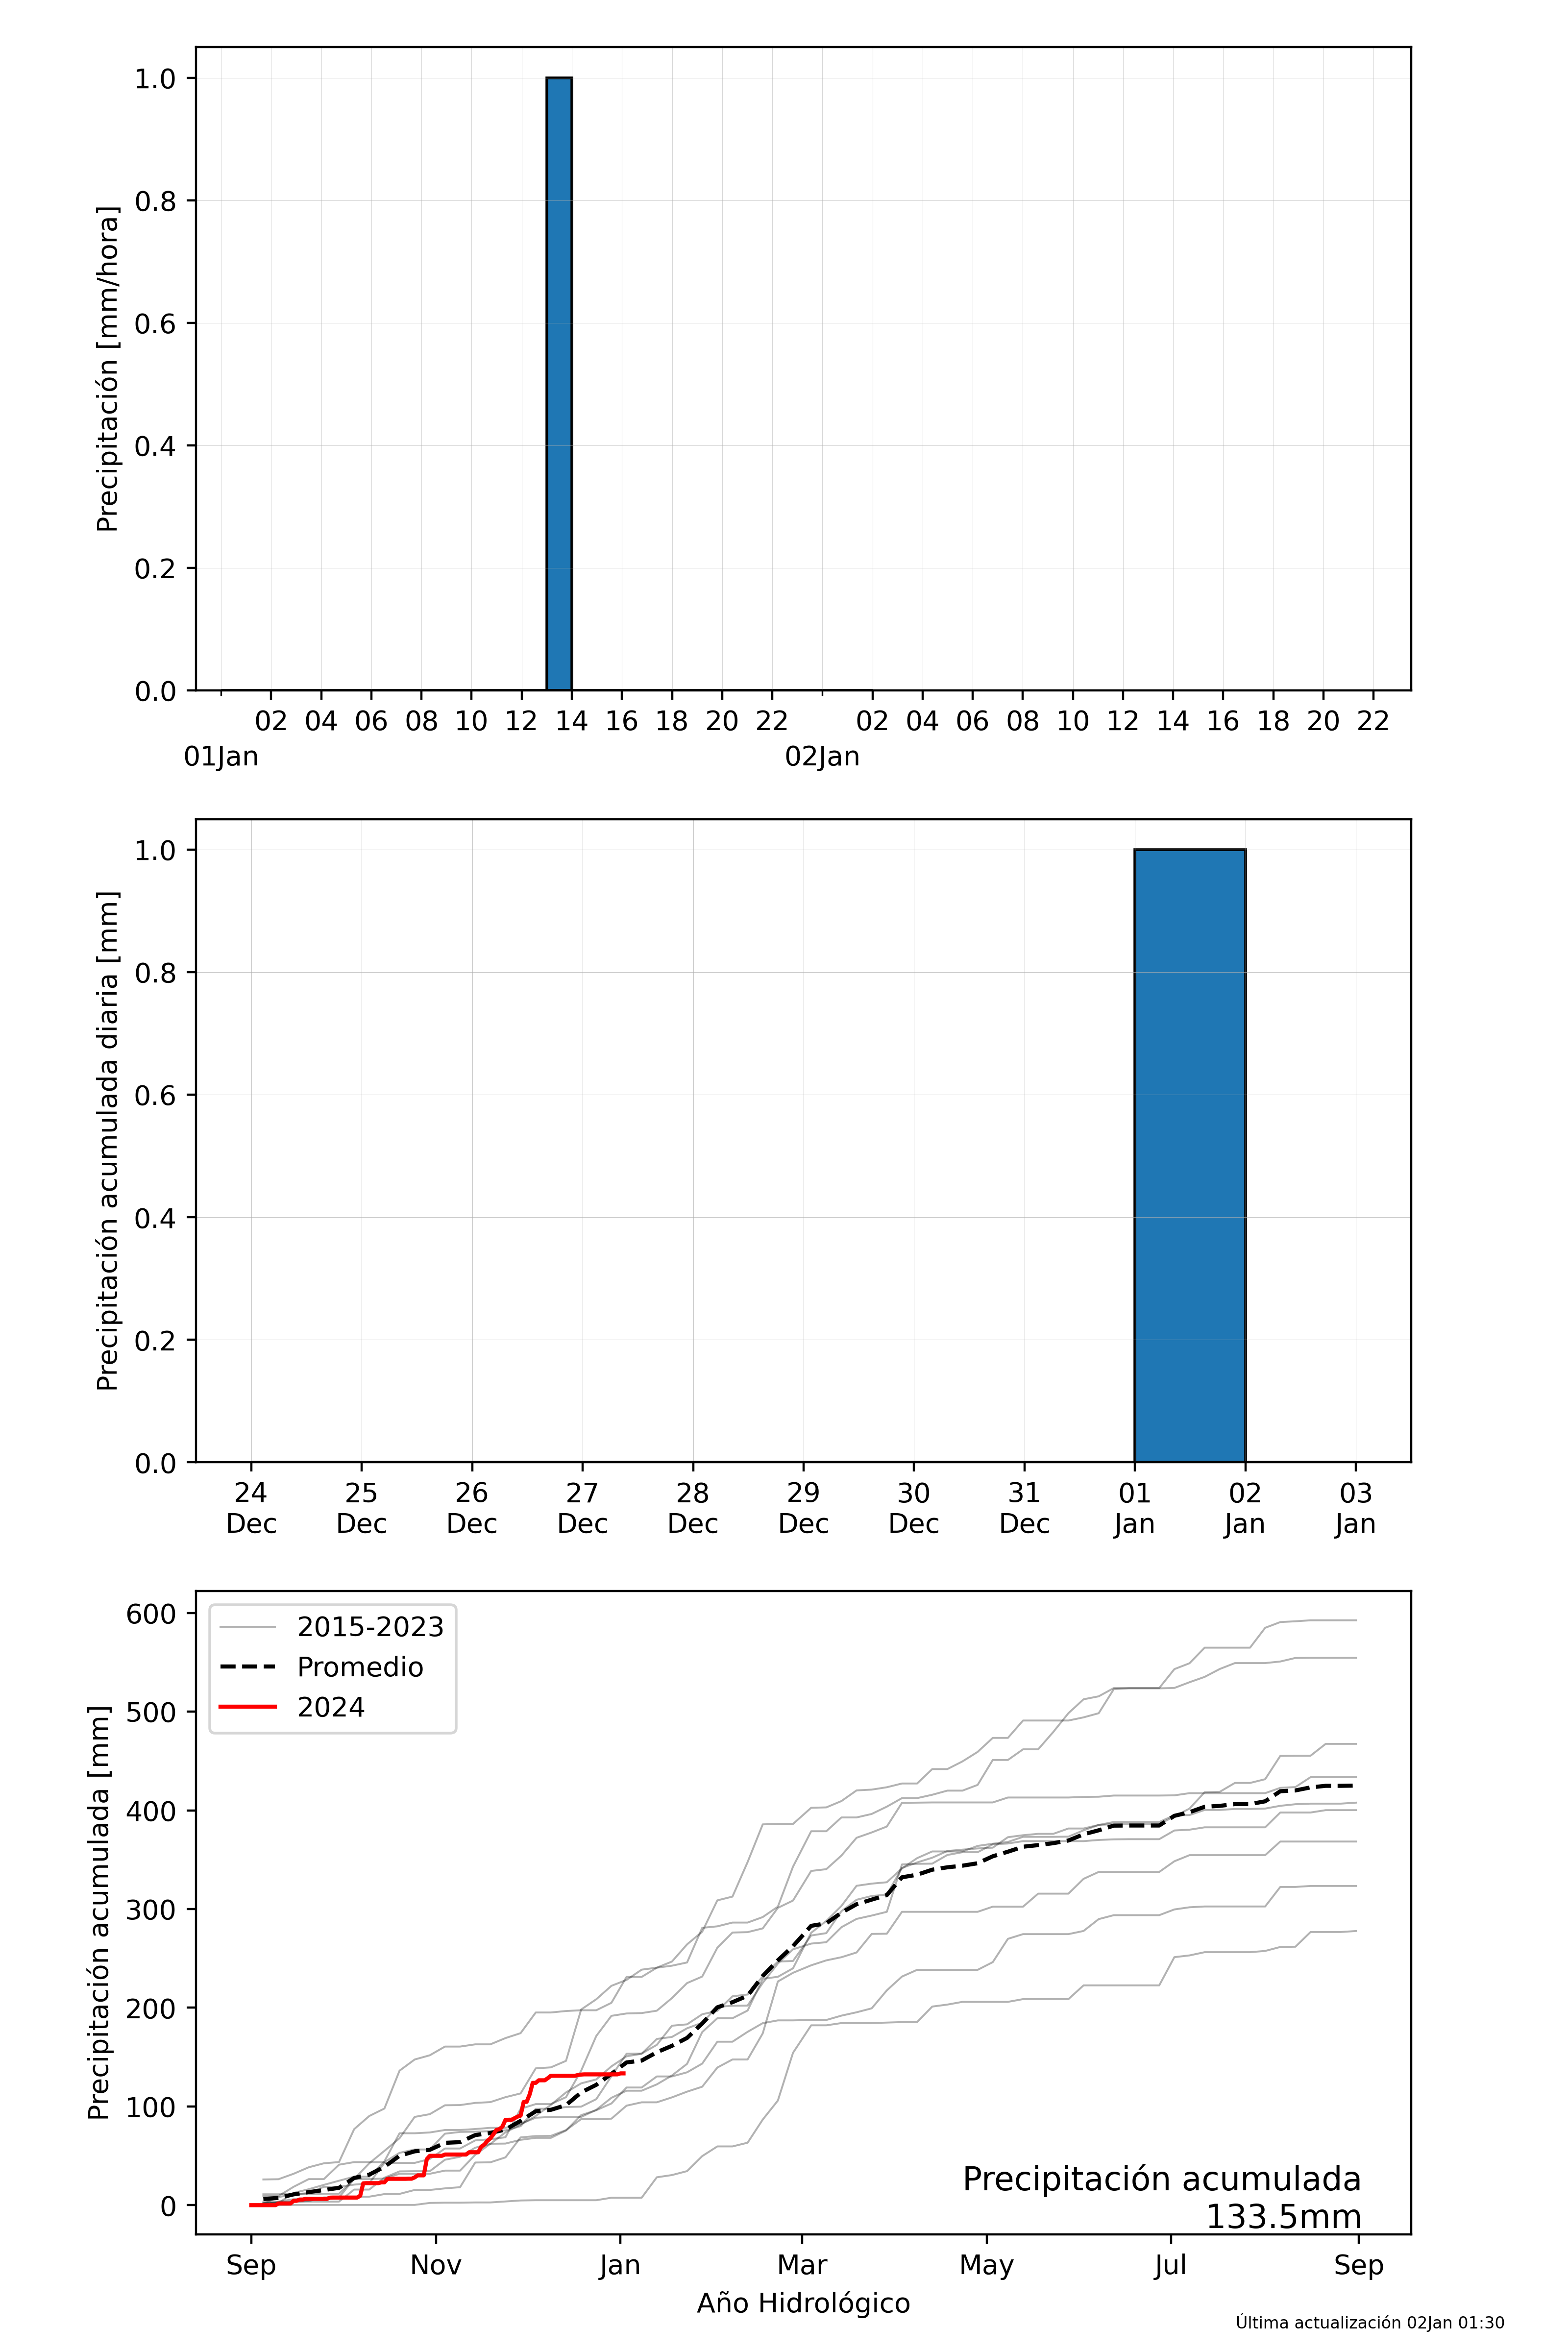 Precipitación [mm/hora]
1.0
0.8
0.6
0.4
0.2
0.0
02 04 06 08 10 12 14 16 18 20 22 02 04 06 08 10 12 14 16 18 20 22
01Jan 02Jan
Precipitación acumulada diaria [mm]
1.0
0.8
0.6
0.4
0.2
0.0
24 25 26 27 28 29 30 31 01 02 03
Dec Dec Dec Dec Dec Dec Dec Dec Jan Jan Jan
Precipitación acumulada [mm]
600
500
400
300
200
100
0
2015-2023
Promedio
2024
Precipitación acumulada
133.5mm
Sep Nov Jan Mar May Jul Sep
Año Hidrológico
Última actualización 02Jan 01:30